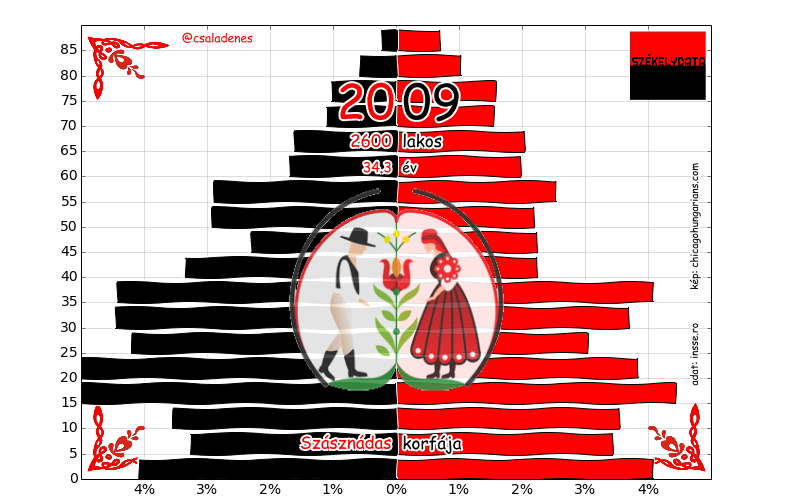 @csaladenes
SZÉKELYDATA
2009
2600 lakos
34.3 év
kép: chicagohungarians.com
adat: insse.ro
Szásznádas korfája
85
80
75
70
65
60
55
50
45
40
35
30
25
20
15
10
5
0
4% 3% 2% 1% 0% 1% 2% 3% 4%